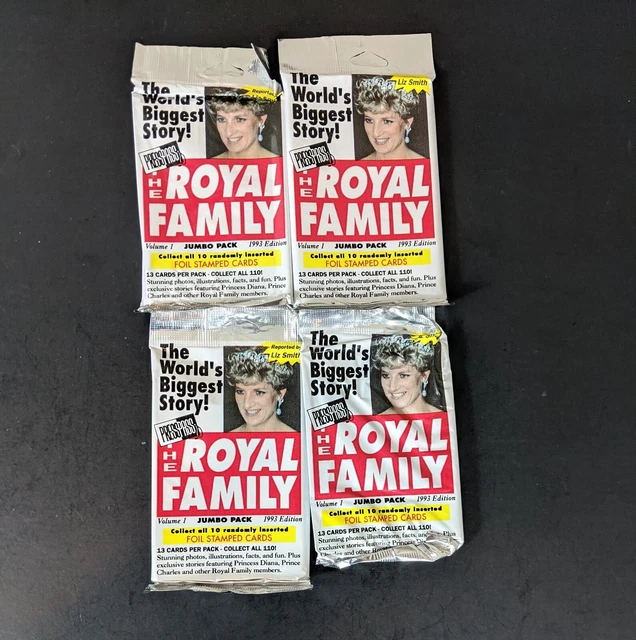 The
World's
Biggest
Story!
Reported
PRESS PASS
THE
ROYAL
FAMILY
Volume 1 JUMBO PACK 1993 Edition
Collect all 10 randomly inserted
FOIL STAMPED CARDS
13 CARDS PER PACK - COLLECT ALL 110!
Stunning photos, illustrations, facts, and fun. Plus
exclusive stories featuring Princess Diana, Prince
Charles and other Royal Family members.
The
World's
Biggest
Story!
Liz Smith
PRESS PASS
THE
ROYAL
FAMILY
Volume 1 JUMBO PACK 1993 Edition
Collect all 10 randomly inserted
FOIL STAMPED CARDS
13 CARDS PER PACK - COLLECT ALL 110!
Stunning photos, illustrations, facts, and fun. Plus
exclusive stories featuring Princess Diana, Prince
Charles and other Royal Family members.
The
World's
Biggest
Story!
Reported by
Liz Smith
PRESS PASS
THE
ROYAL
FAMILY
Volume 1 JUMBO PACK 1993 Edition
Collect all 10 randomly inserted
FOIL STAMPED CARDS
13 CARDS PER PACK - COLLECT ALL 110!
Stunning photos, illustrations, facts, and fun. Plus
exclusive stories featuring Princess Diana, Prince
Charles and other Royal Family members.
The
World's
Biggest
Story!
PRESS PASS
THE
ROYAL
FAMILY
Volume 1 JUMBO PACK 1993 Edition
Collect all 10 randomly inserted
FOIL STAMPED CARDS
13 CARDS PER PACK - COLLECT ALL 110!
Stunning photos, illustrations, facts, and Plus
exclusive stories featuring Princess Diana,